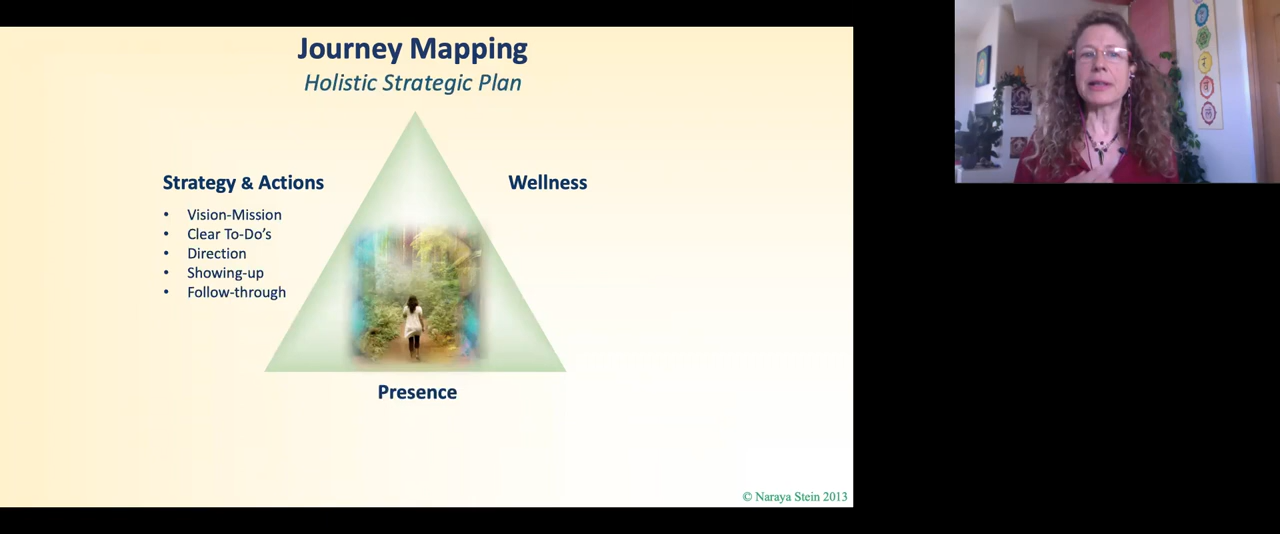 Journey Mapping
Holistic Strategic Plan
Strategy & Actions
• Vision-Mission
• Clear To-Do's
• Direction
• Showing-up
• Follow-through
Wellness
Presence
© Naraya Stein 2013